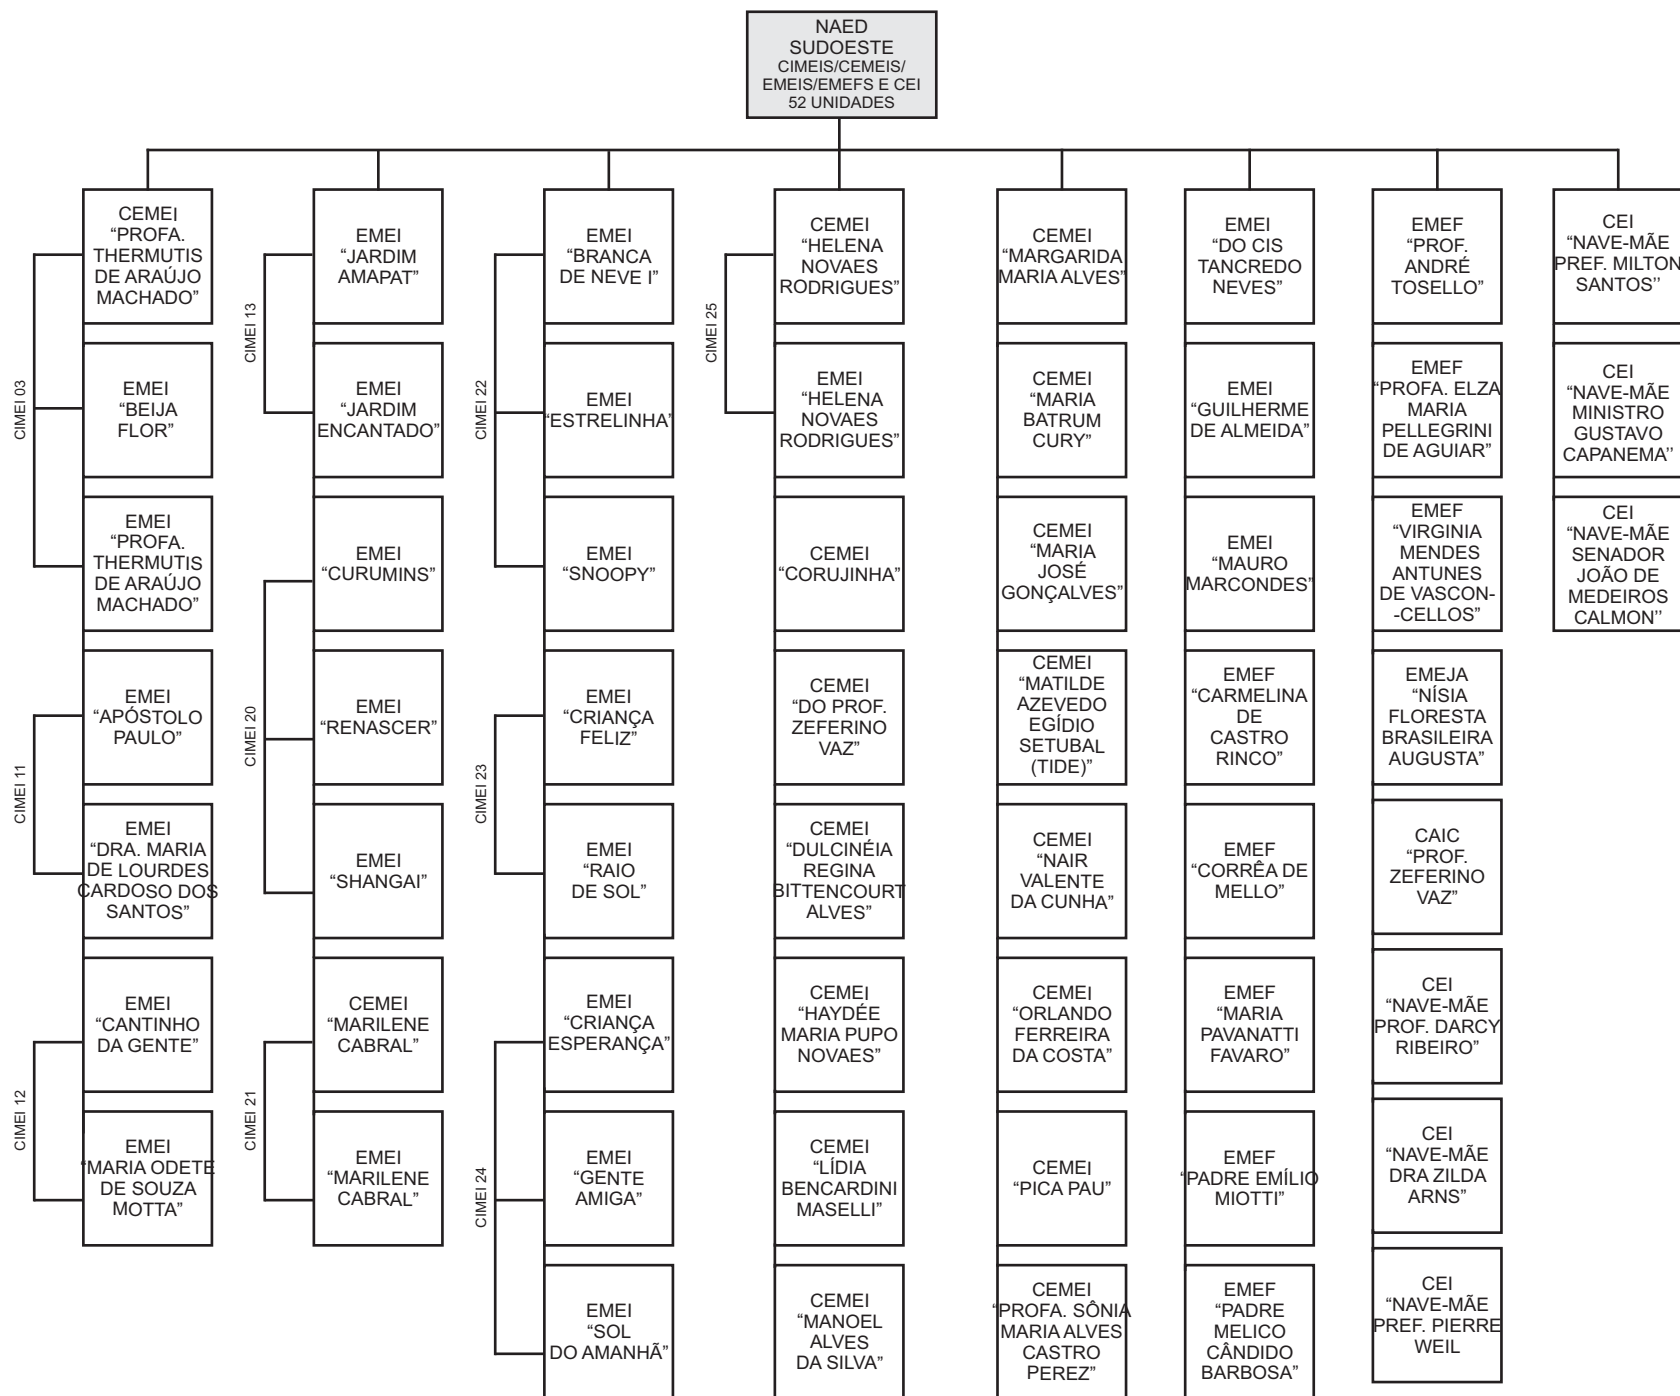 NAED
SUDOESTE
CIMEIS/CEMEIS/
EMEIS/EMEFS E CEI
52 UNIDADES
CIMEI 03
CEMEI
“PROFA.
THERMUTIS
DE ARAÚJO
MACHADO”
EMEI
“BEIJA
FLOR”
EMEI
“PROFA.
THERMUTIS
DE ARAÚJO
MACHADO”
CIMEI 11
EMEI
“APÓSTOLO
PAULO”
EMEI
“DRA. MARIA
DE LOURDES
CARDOSO DOS
SANTOS”
CIMEI 12
EMEI
“CANTINHO
DA GENTE”
EMEI
“MARIA ODETE
DE SOUZA
MOTTA”
CIMEI 13
EMEI
“JARDIM
AMAPAT”
EMEI
“JARDIM
ENCANTADO”
CIMEI 20
EMEI
“CURUMINS”
EMEI
“RENASCER”
EMEI
“SHANGAI”
CIMEI 21
CEMEI
“MARILENE
CABRAL”
EMEI
“MARILENE
CABRAL”
CIMEI 22
EMEI
“BRANCA
DE NEVE I”
EMEI
“ESTRELINHA”
EMEI
“SNOOPY”
CIMEI 23
EMEI
“CRIANÇA
FELIZ”
EMEI
“RAIO
DE SOL”
CIMEI 24
EMEI
“CRIANÇA
ESPERANÇA”
EMEI
“GENTE
AMIGA”
EMEI
“SOL
DO AMANHÔ
CIMEI 25
CEMEI
“HELENA
NOVAES
RODRIGUES”
EMEI
“HELENA
NOVAES
RODRIGUES”
CEMEI
“CORUJINHA”
CEMEI
“DO PROF.
ZEFERINO
VAZ”
CEMEI
“DULCINÉIA
REGINA
BITTENCOURT
ALVES”
CEMEI
“HAYDÉE
MARIA PUPO
NOVAES”
CEMEI
“LÍDIA
BENCARDINI
MASELLI”
CEMEI
“MANOEL
ALVES
DA SILVA”
CEMEI
“MARGARIDA
MARIA ALVES”
CEMEI
“MARIA
BATRUM
CURY”
CEMEI
“MARIA
JOSÉ
GONÇALVES”
CEMEI
“MATILDE
AZEVEDO
EGÍDIO
SETUBAL
(TIDE)”
CEMEI
“NAIR
VALENTE
DA CUNHA”
CEMEI
“ORLANDO
FERREIRA
DA COSTA”
CEMEI
“PICA PAU”
CEMEI
“PROFA. SÔNIA
MARIA ALVES
CASTRO
PEREZ”
EMEI
“DO CIS
TANCREDO
NEVES”
EMEI
“GUILHERME
DE ALMEIDA”
EMEI
“MAURO
MARCONDES”
EMEF
“CARMELINA
DE
CASTRO
RINCO”
EMEF
“CORRÊA DE
MELLO”
EMEF
“MARIA
PAVANATTI
FAVARO”
EMEF
“PADRE EMÍLIO
MIOTTI”
EMEF
“PADRE
MELICO
CÂNDIDO
BARBOSA”
EMEF
“PROF.
ANDRÉ
TOSELLO”
EMEF
“PROFA. ELZA
MARIA
PELLEGRINI
DE AGUIAR”
EMEF
“VIRGINIA
MENDES
ANTUNES
DE VASCON-
-CELLOS”
EMEJA
“NÍSIA
FLORESTA
BRASILEIRA
AUGUSTA”
CAIC
“PROF.
ZEFERINO
VAZ”
CEI
“NAVE-MÃE
PROF. DARCY
RIBEIRO”
CEI
“NAVE-MÃE
DRA ZILDA
ARNS”
CEI
“NAVE-MÃE
PREF. PIERRE
WEIL
CEI
“NAVE-MÃE
PREF. MILTON
SANTOS’’
CEI
“NAVE-MÃE
MINISTRO
GUSTAVO
CAPANEMA’’
CEI
“NAVE-MÃE
SENADOR
JOÃO DE
MEDEIROS
CALMON’’